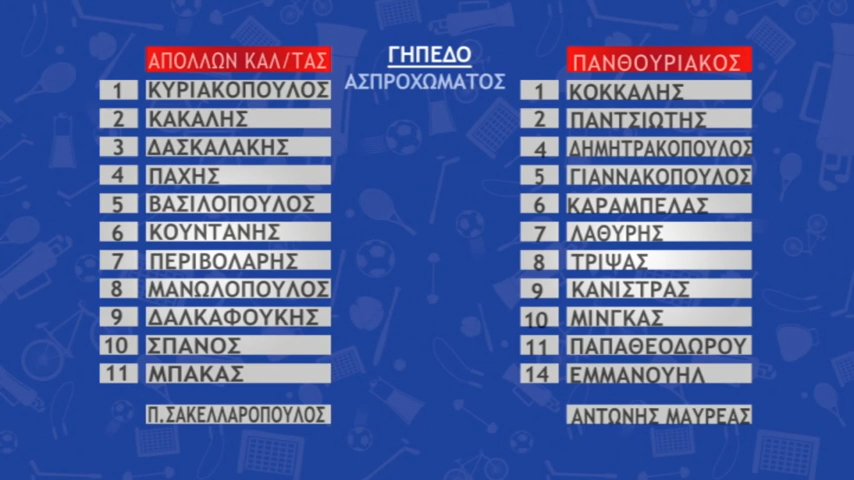 ΑΠΟΛΛΩΝ ΚΑΛ/ΤΑΣ
1 ΚΥΡΙΑΚΟΠΟΥΛΟΣ
2 ΚΑΚΑΛΗΣ
3 ΔΑΣΚΑΛΑΚΗΣ
4 ΠΑΧΗΣ
5 ΒΑΣΙΛΟΠΟΥΛΟΣ
6 ΚΟΥΝΤΑΝΗΣ
7 ΠΕΡΙΒΟΛΑΡΗΣ
8 ΜΑΝΩΛΟΠΟΥΛΟΣ
9 ΔΑΛΚΑΦΟΥΚΗΣ
10 ΣΠΑΝΟΣ
11 ΜΠΑΚΑΣ
Π.ΣΑΚΕΛΛΑΡΟΠΟΥΛΟΣ
ΓΗΠΕΔΟ
ΑΣΠΡΟΧΩΜΑΤΟΣ
ΠΑΝΘΟΥΡΙΑΚΟΣ
1 ΚΟΚΚΑΛΗΣ
2 ΠΑΝΤΣΙΩΤΗΣ
4 ΔΗΜΗΤΡΑΚΟΠΟΥΛΟΣ
5 ΓΙΑΝΝΑΚΟΠΟΥΛΟΣ
6 ΚΑΡΑΜΠΕΛΑΣ
7 ΛΑΘΥΡΗΣ
8 ΤΡΙΨΑΣ
9 ΚΑΝΙΣΤΡΑΣ
10 ΜΙΝΓΚΑΣ
11 ΠΑΠΑΘΕΟΔΩΡΟΥ
14 ΕΜΜΑΝΟΥΗΛ
ΑΝΤΩΝΗΣ ΜΑΥΡΕΑΣ